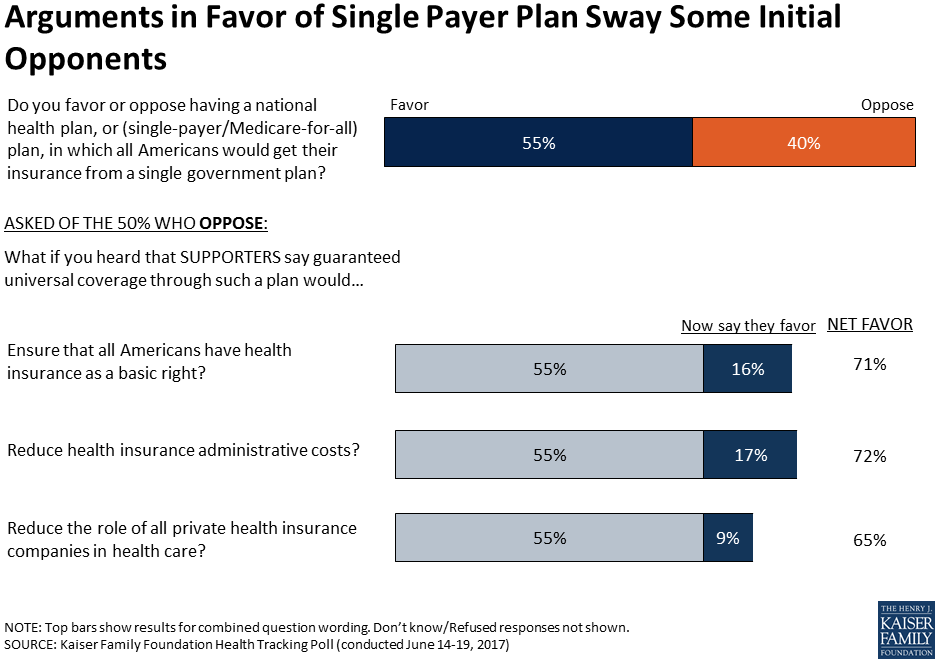 Arguments in Favor of Single Payer Plan Sway Some Initial
Opponents
Do you favor or oppose having a national
health plan, or (single-payer/Medicare-for-all)
plan, in which all Americans would get their
insurance from a single government plan?
Favor
Oppose
55%
40%
ASKED OF THE 50% WHO OPPOSE:
What if you heard that SUPPORTERS say guaranteed
universal coverage through such a plan would…
Now say they favor
NET FAVOR
Ensure that all Americans have health
insurance as a basic right?
55%
16%
71%
Reduce health insurance administrative costs?
55%
17%
72%
Reduce the role of all private health insurance
companies in health care?
55%
9%
65%
NOTE: Top bars show results for combined question wording. Don’t know/Refused responses not shown.
SOURCE: Kaiser Family Foundation Health Tracking Poll (conducted June 14-19, 2017)
THE HENRY J.
KAISER
FAMILY
FOUNDATION